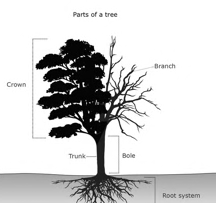 Parts of a tree
Branch
Crown
Trunk
Bole
Root system